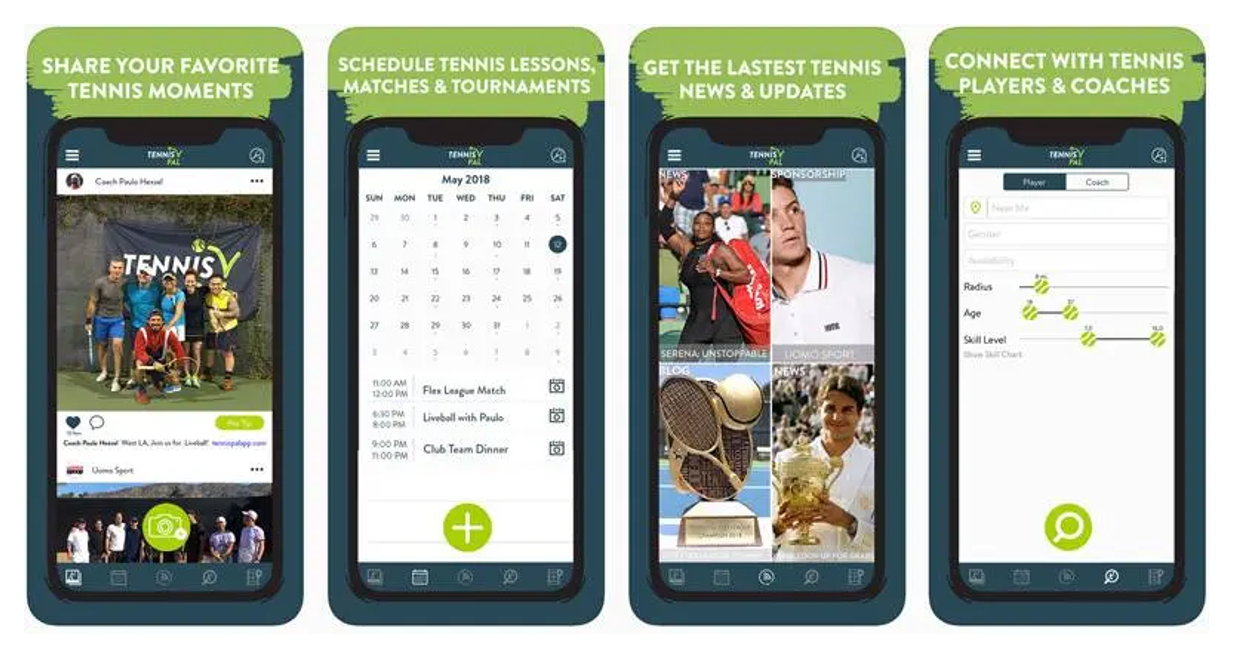 SHARE YOUR FAVORITE
TENNIS MOMENTS
TENNIS
PAL
Coach Paulo Hexsel
TENNIS
Pro Tip
Coach Paulo Hexsel West LA, Join us for 'Liveball'! tennispalapp.com
Uomo Sport
SCHEDULE TENNIS LESSONS,
MATCHES & TOURNAMENTS
TENNIS
PAL
May 2018
SUN MON TUE WED THU FRI SAT
29 30 1 2 3 4 5
6 7 8 9 10 11 12
13 14 15 16 17 18 19
20 21 22 23 24 25 26
27 28 29 30 31 1 2
3 4 5 6 7 8 9
11:00 AM
12:00 PM
Flex League Match
6:30 PM
8:00 PM
Liveball with Paulo
9:00 PM
11:00 PM
Club Team Dinner
GET THE LASTEST TENNIS
NEWS & UPDATES
TENNIS
PAL
NEWS
SPONSORSHIP
SERENA: UNSTOPPABLE
UOMO SPORT
BLOG
NEWS
CHAMPION 2018
CONNECT WITH TENNIS
PLAYERS & COACHES
TENNIS
PAL
Player Coach
Near Me
Gender
Availability
Radius
Age
Skill Level
Show Skill Chart